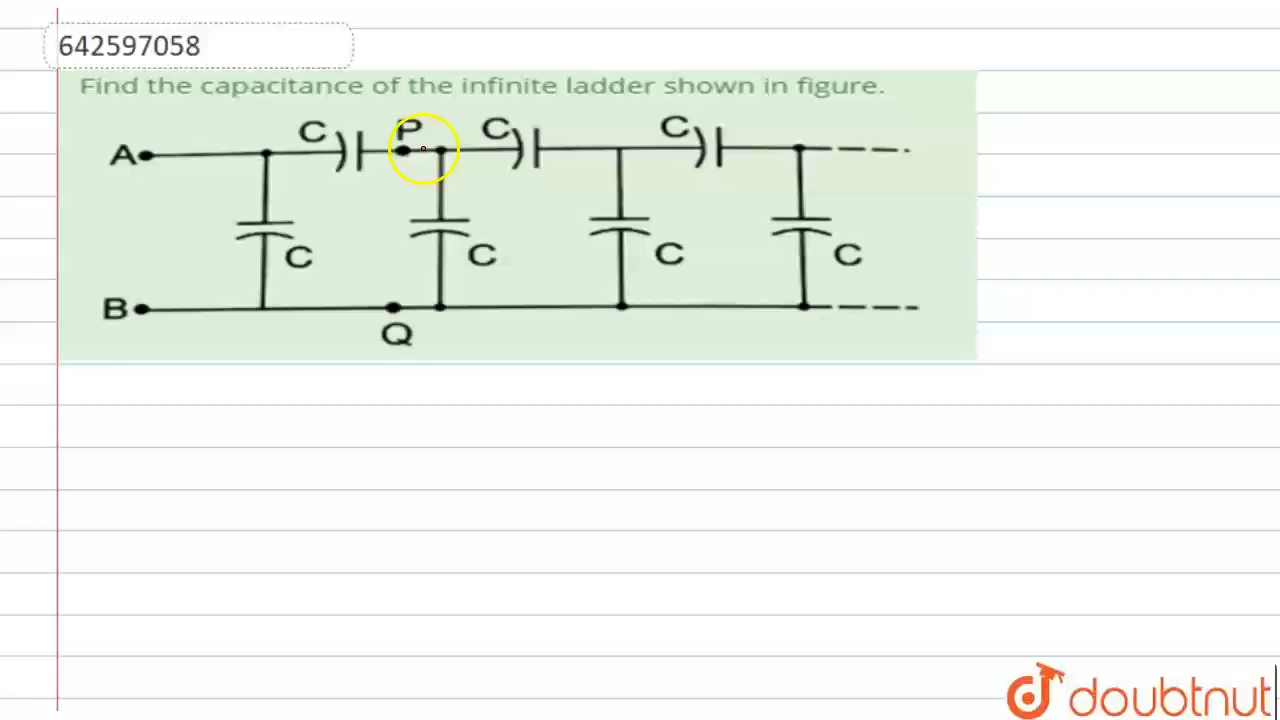 642597058
Find the capacitance of the infinite ladder shown in figure.
C P C C
A
C C C C
B
Q
doubtnut